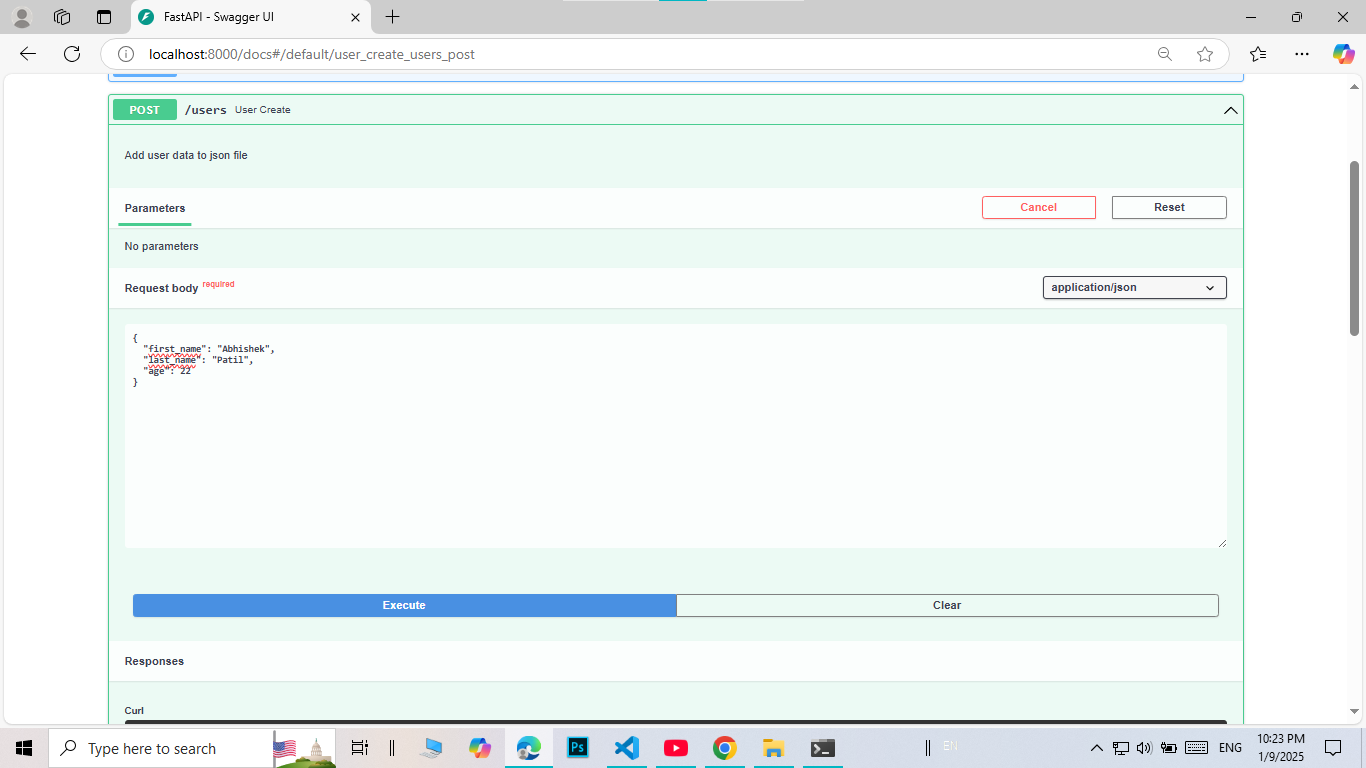 FastAPI - Swagger UI
localhost:8000/docs#/default/user_create_users_post
POST /users User Create
Add user data to json file
Parameters
Cancel
Reset
No parameters
Request body required
application/json
{
"first_name": "Abhishek",
"last_name": "Patil",
"age": 22
}
Execute
Clear
Responses
Curl
Type here to search
Ps
EN
ENG
10:23 PM
1/9/2025